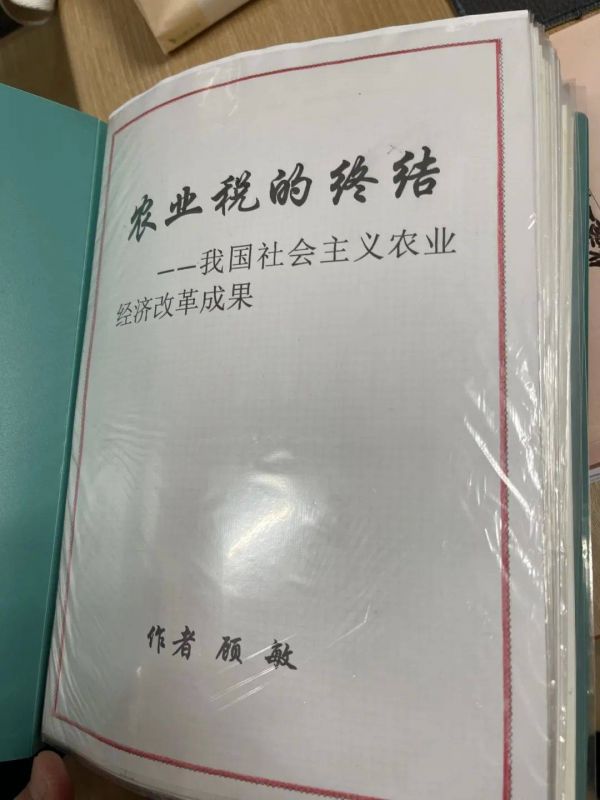 农业税的终结
——我国社会主义农业
经济改革成果
作者 顾 敏